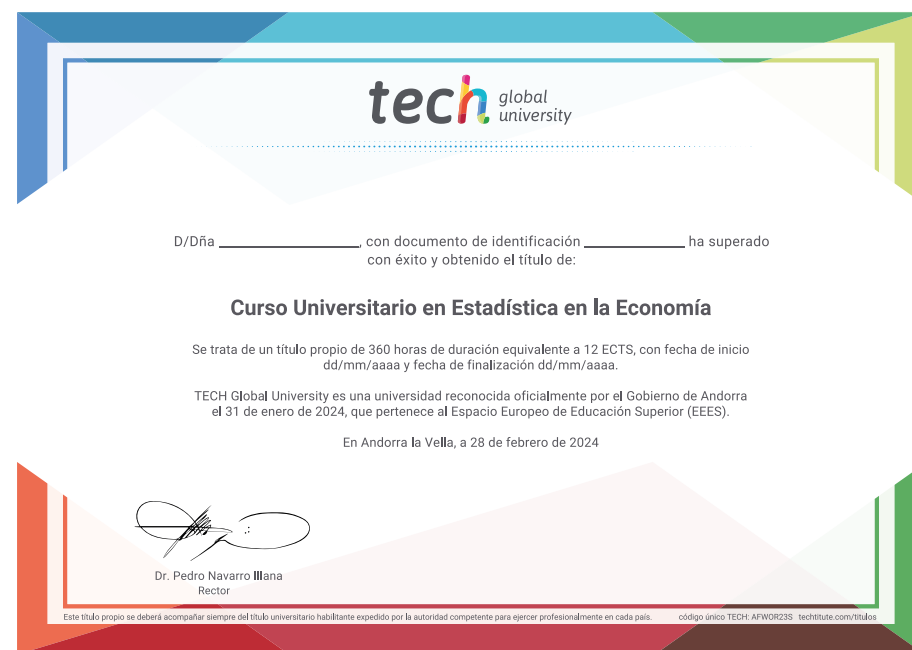 tech global university
D/Dña ____________________, con documento de identificación ______________ ha superado
con éxito y obtenido el título de:
Curso Universitario en Estadística en la Economía
Se trata de un título propio de 360 horas de duración equivalente a 12 ECTS, con fecha de inicio
dd/mm/aaaa y fecha de finalización dd/mm/aaaa.
TECH Global University es una universidad reconocida oficialmente por el Gobierno de Andorra
el 31 de enero de 2024, que pertenece al Espacio Europeo de Educación Superior (EEES).
En Andorra la Vella, a 28 de febrero de 2024
Dr. Pedro Navarro Illana
Rector
Este título propio se deberá acompañar siempre del título universitario habilitante expedido por la autoridad competente para ejercer profesionalmente en cada país. código único TECH: AFWOR23S techtitute.com/titulos